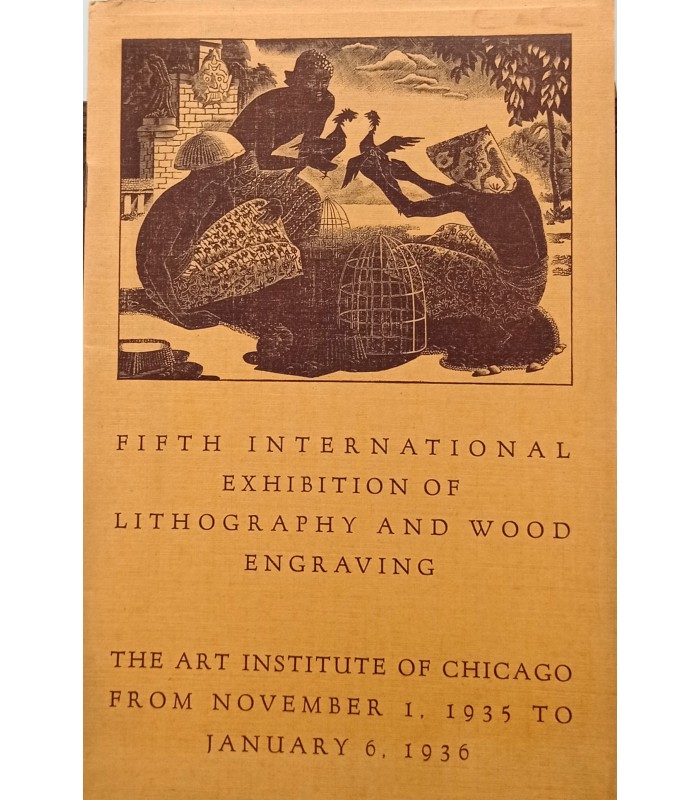 FIFTH INTERNATIONAL
EXHIBITION OF
LITHOGRAPHY AND WOOD
ENGRAVING
THE ART INSTITUTE OF CHICAGO
FROM NOVEMBER 1, 1935 TO
JANUARY 6, 1936